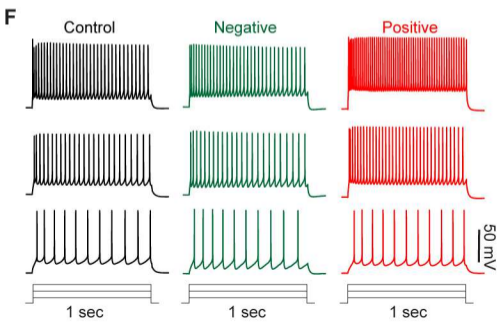 F
Control
Negative
Positive
50 mV
1 sec
1 sec
1 sec